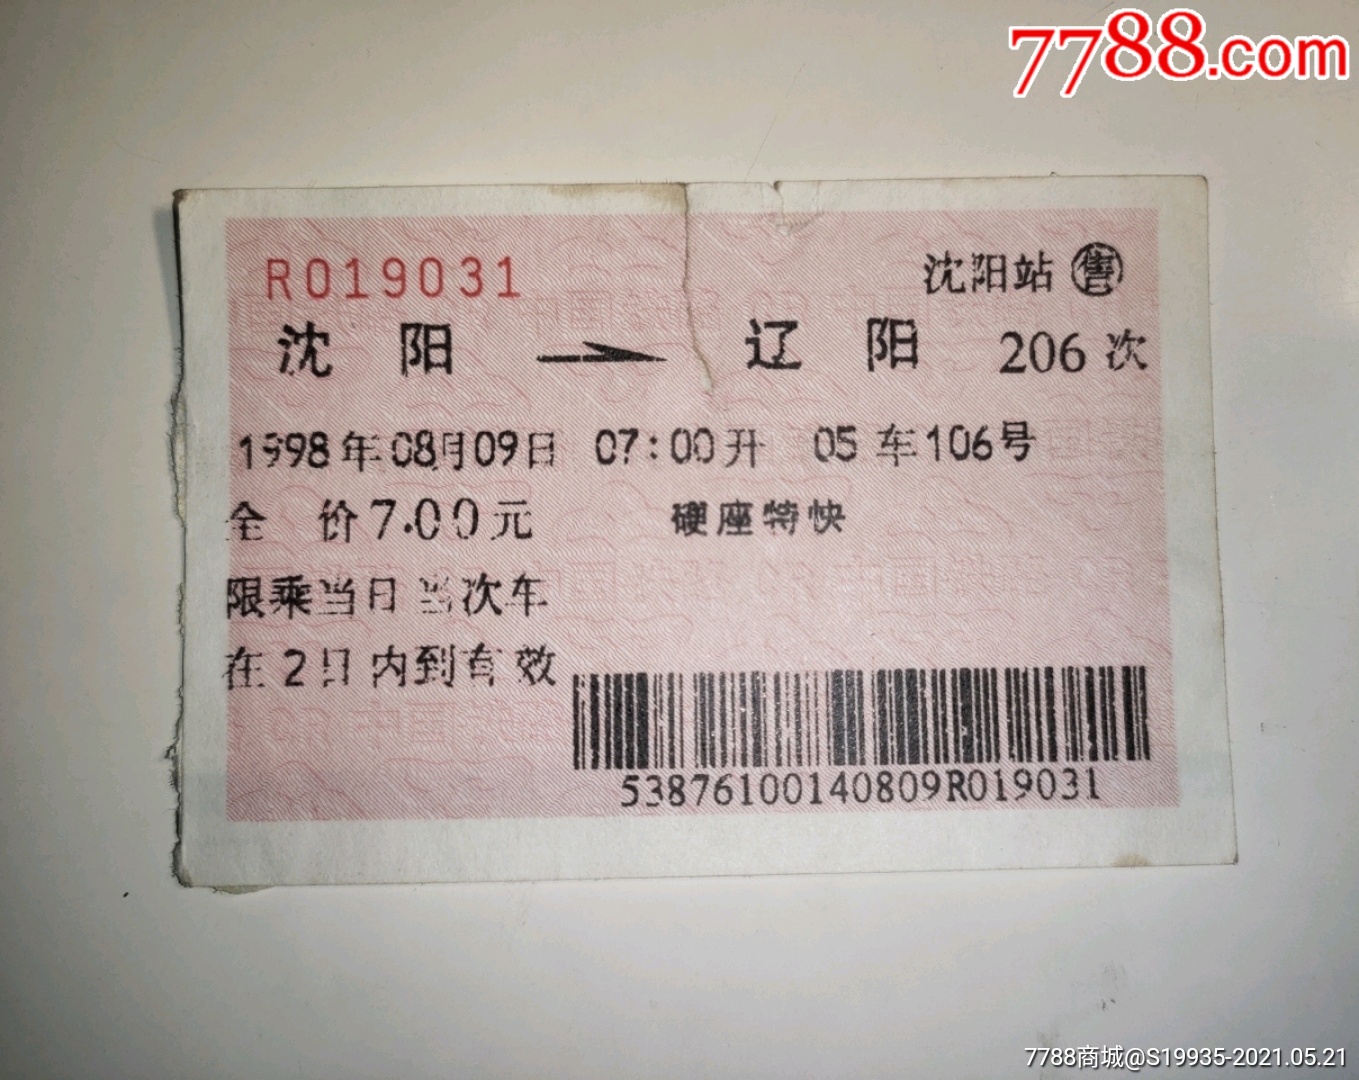 7788.com
R019031
沈阳站 售
沈阳 → 辽阳 206次
1998年08月09日 07:00开 05车106号
全价7.00元 硬座特快
限乘当日当次车
在2日内到有效
53876100140809R019031
7788商城@S19935-2021.05.21